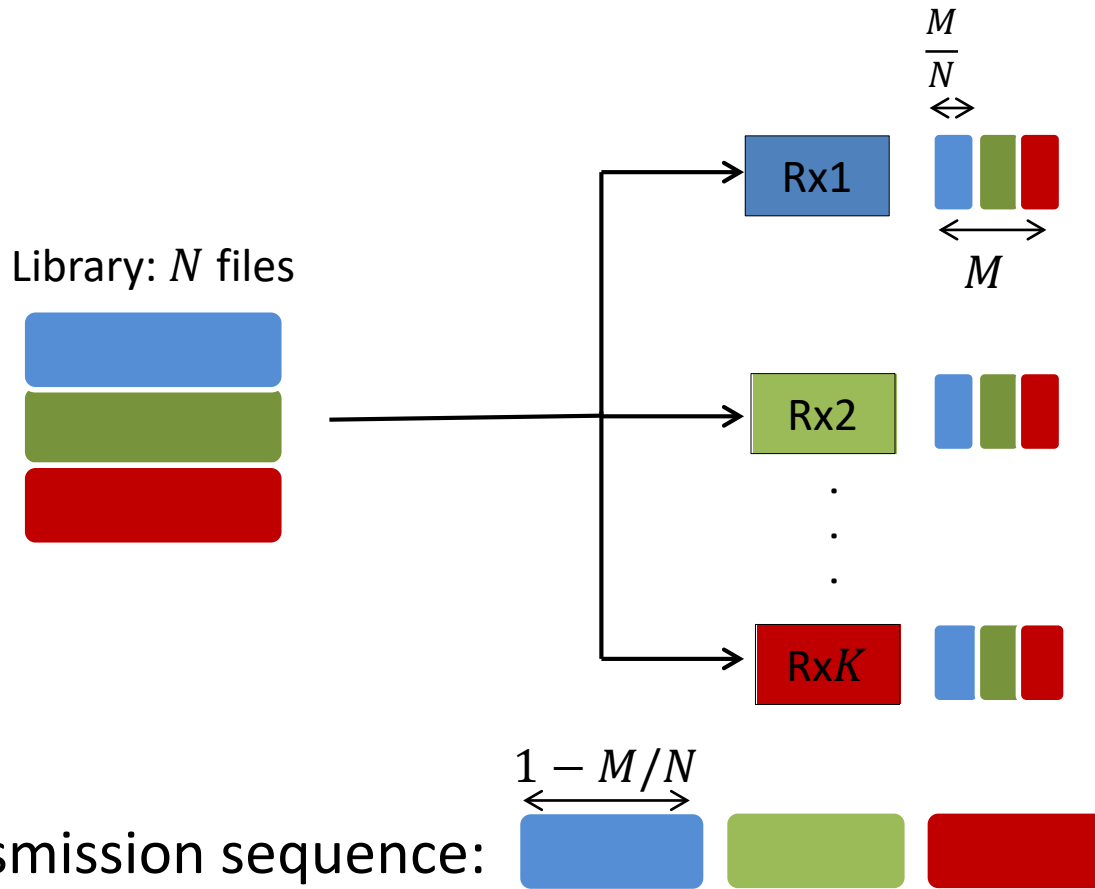 M
N
Rx1
M
Library: N files
Rx2
RxK
1 − M/N
smission sequence: